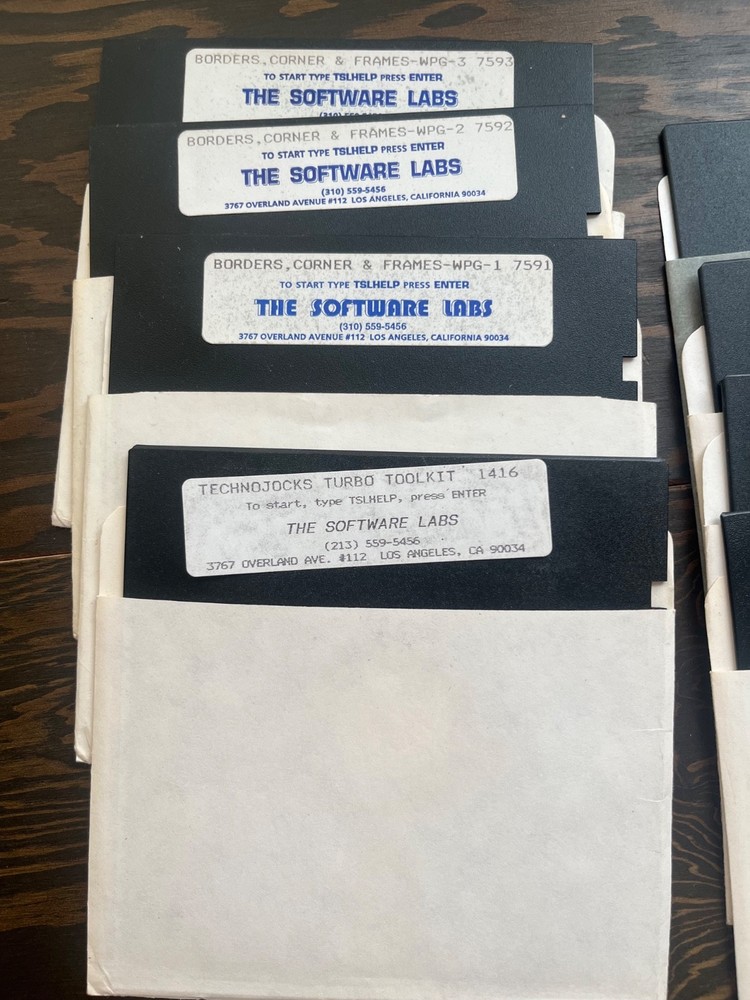 BORDERS,CORNER & FRAMES-WPG-3 7593
TO START TYPE TSLHELP PRESS ENTER
THE SOFTWARE LABS
BORDERS,CORNER & FRAMES-WPG-2 7592
TO START TYPE TSLHELP PRESS ENTER
THE SOFTWARE LABS
(310) 559-5456
3767 OVERLAND AVENUE #112 LOS ANGELES, CALIFORNIA 90034
BORDERS,CORNER & FRAMES-WPG-1 7591
TO START TYPE TSLHELP PRESS ENTER
THE SOFTWARE LABS
(310) 559-5456
3767 OVERLAND AVENUE #112 LOS ANGELES, CALIFORNIA 90034
TECHNOJOCKS TURBO TOOLKIT 1416
To start, type TSLHELP, press ENTER
THE SOFTWARE LABS
(213) 559-5456
3767 OVERLAND AVE. #112 LOS ANGELES, CA 90034